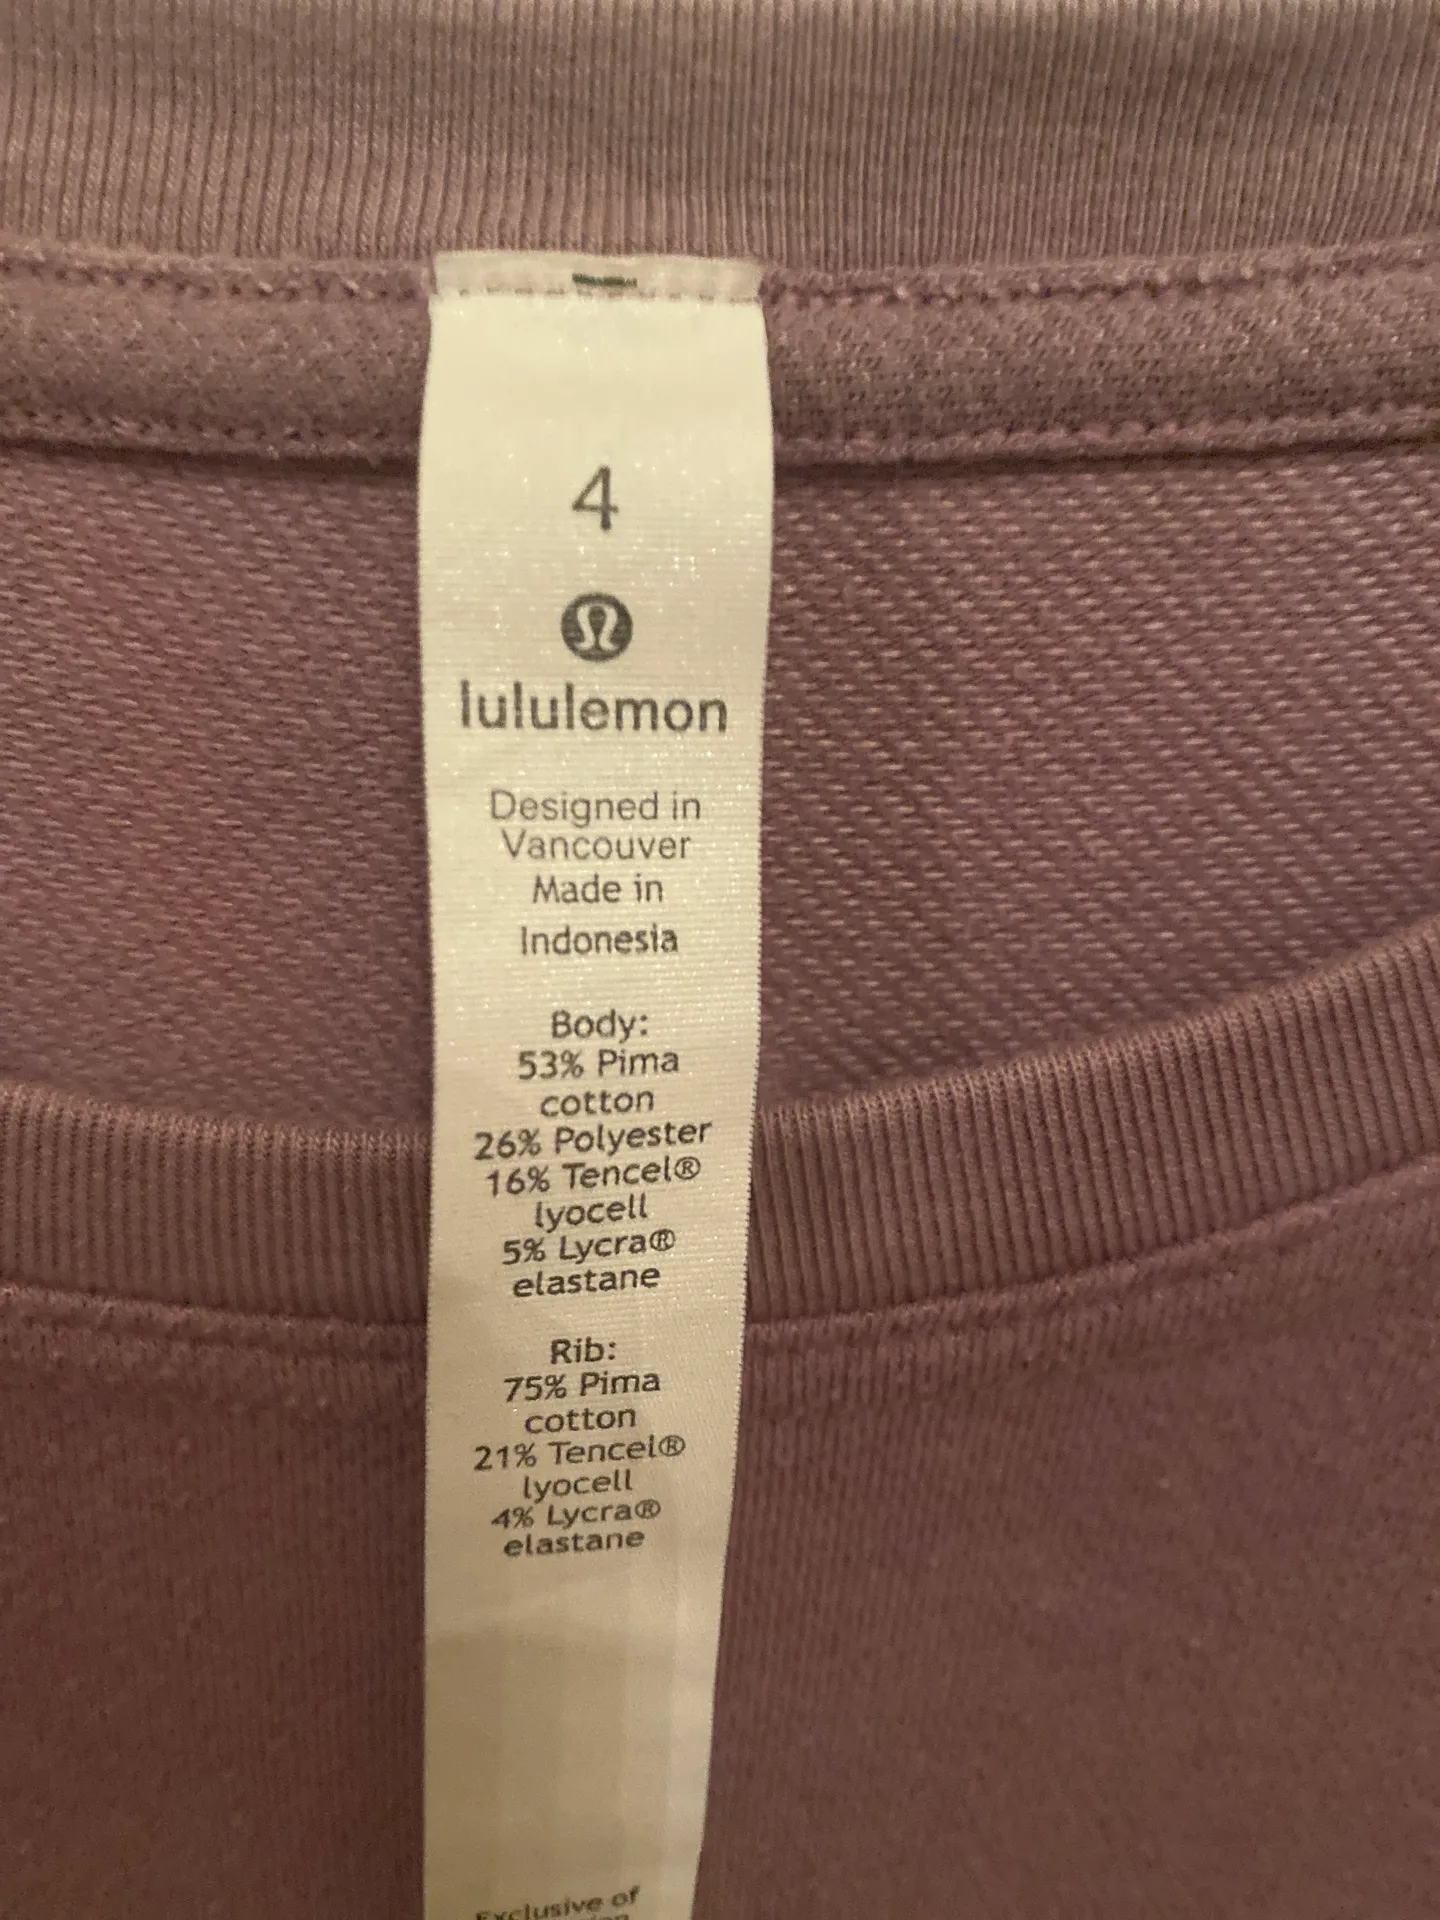 4
lululemon
Designed in
Vancouver
Made in
Indonesia
Body:
53% Pima
cotton
26% Polyester
16% Tencel®
lyocell
5% Lycra®
elastane
Rib:
75% Pima
cotton
21% Tencel®
lyocell
4% Lycra®
elastane
Exclusive of